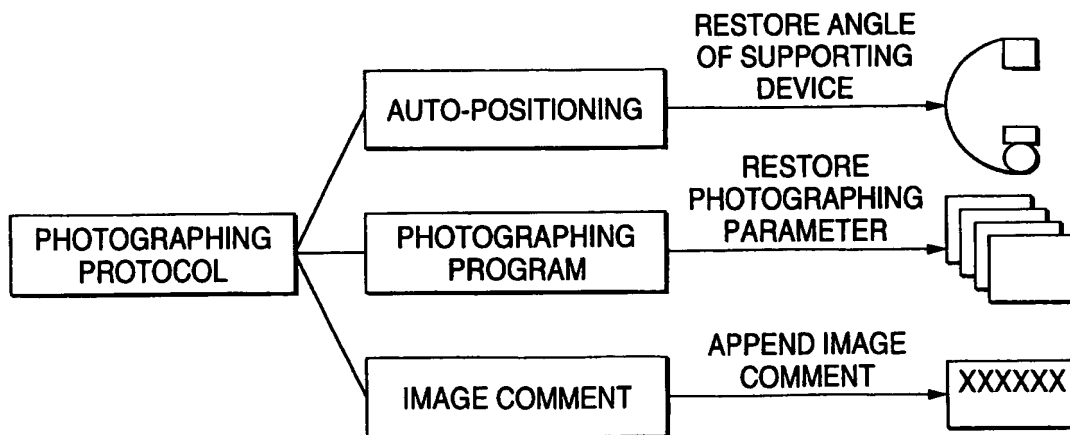 RESTORE ANGLE
OF SUPPORTING
DEVICE
AUTO-POSITIONING
RESTORE
PHOTOGRAPHING
PARAMETER
PHOTOGRAPHING
PROTOCOL
PHOTOGRAPHING
PROGRAM
APPEND IMAGE
COMMENT
IMAGE COMMENT
XXXXXX